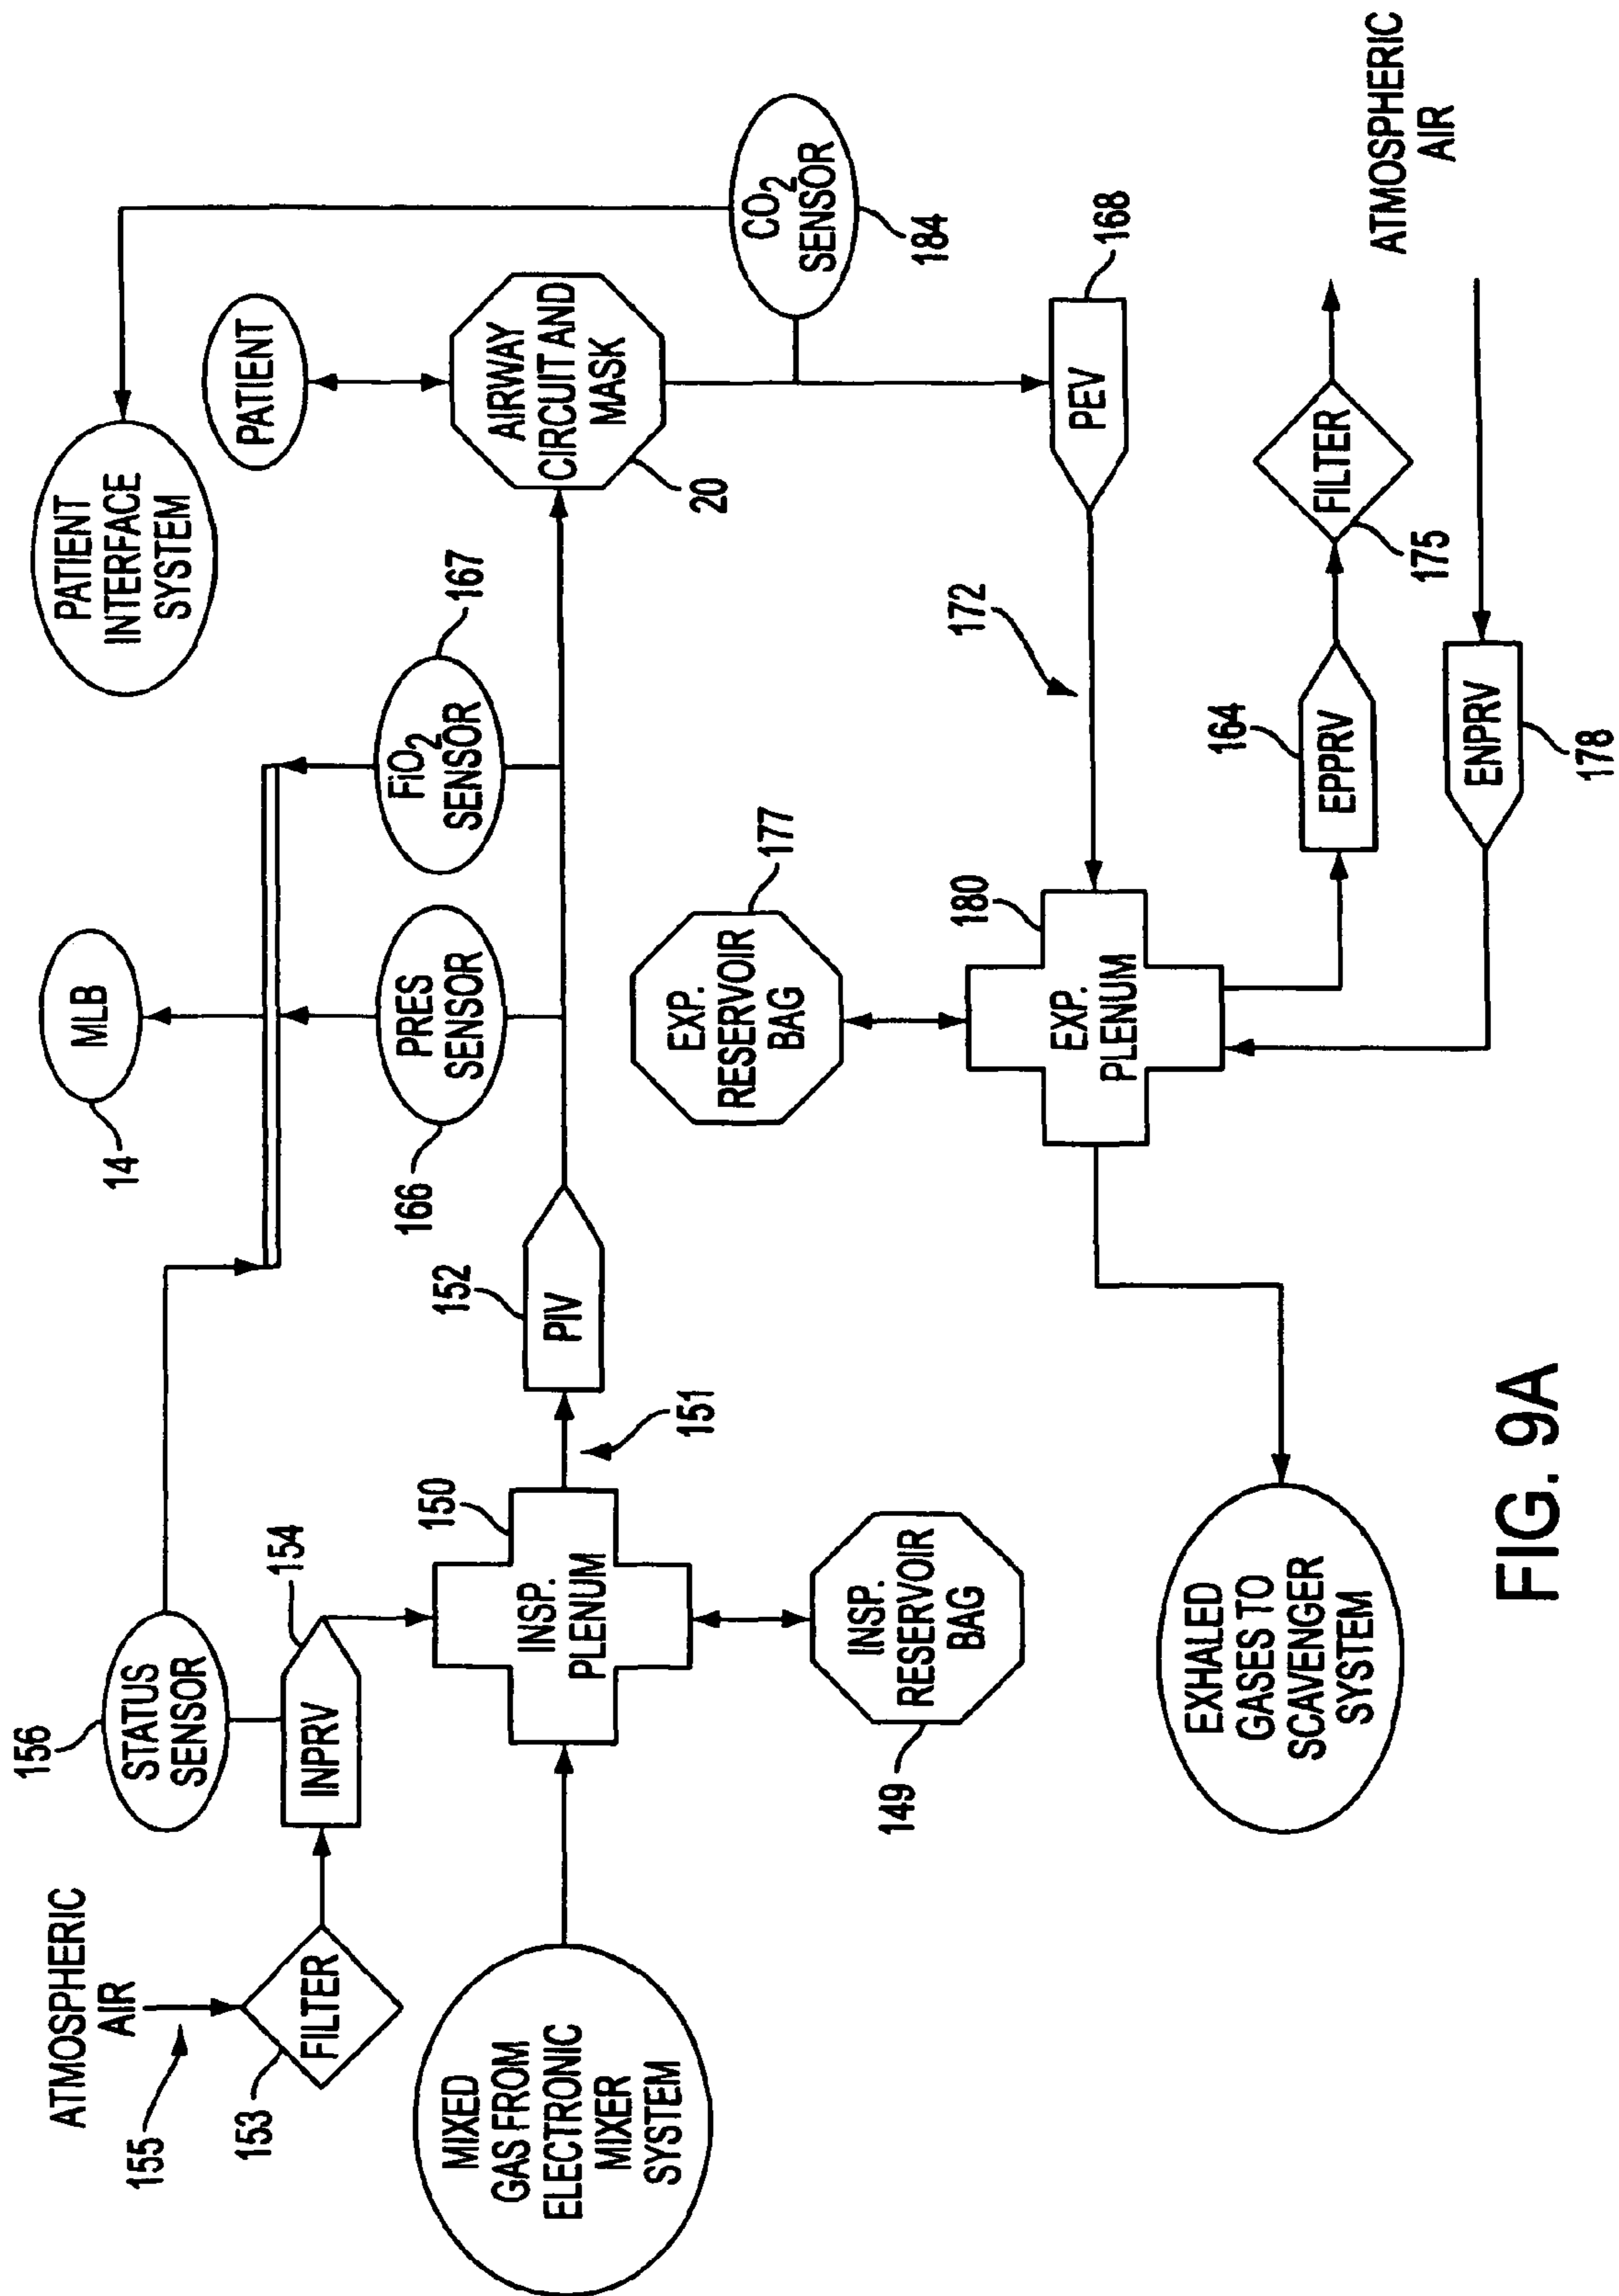 ATMOSPHERIC
AIR
155
FILTER
153
156
STATUS
SENSOR
INPRV
154
MIXED
GAS FROM
ELECTRONIC
MIXER
SYSTEM
INSP.
PLENUM
150
151
INSP.
RESERVOIR
BAG
149
PIV
152
MLB
14
PRES
SENSOR
166
FiO2
SENSOR
167
PATIENT
INTERFACE
SYSTEM
PATIENT
AIRWAY
CIRCUIT AND
MASK
20
CO2
SENSOR
184
PEV
168
172
EXP.
RESERVOIR
BAG
177
EXP.
PLENUM
180
EPPRV
164
FILTER
175
ATMOSPHERIC
AIR
ENPRV
178
EXHALED
GASES TO
SCAVENGER
SYSTEM
FIG. 9A